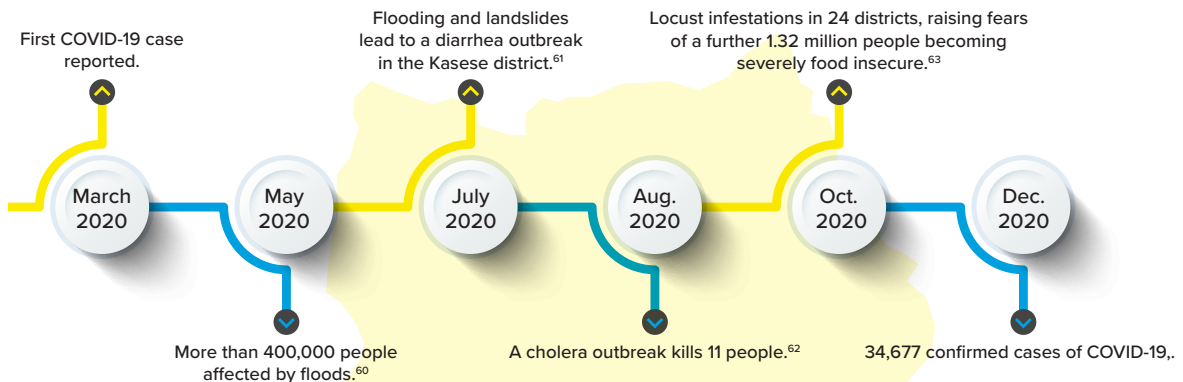 First COVID-19 case
reported.
Flooding and landslides
lead to a diarrhea outbreak
in the Kasese district.⁶¹
Locust infestations in 24 districts, raising fears
of a further 1.32 million people becoming
severely food insecure.⁶³
March
2020
May
2020
July
2020
Aug.
2020
Oct.
2020
Dec.
2020
More than 400,000 people
affected by floods.⁶⁰
A cholera outbreak kills 11 people.⁶²
34,677 confirmed cases of COVID-19,.